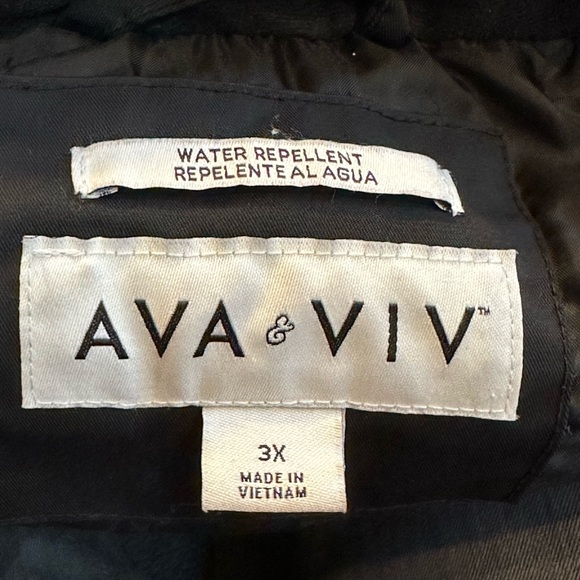 WATER REPELLENT
REPELENTE AL AGUA
AVA & VIV™
3X
MADE IN
VIETNAM